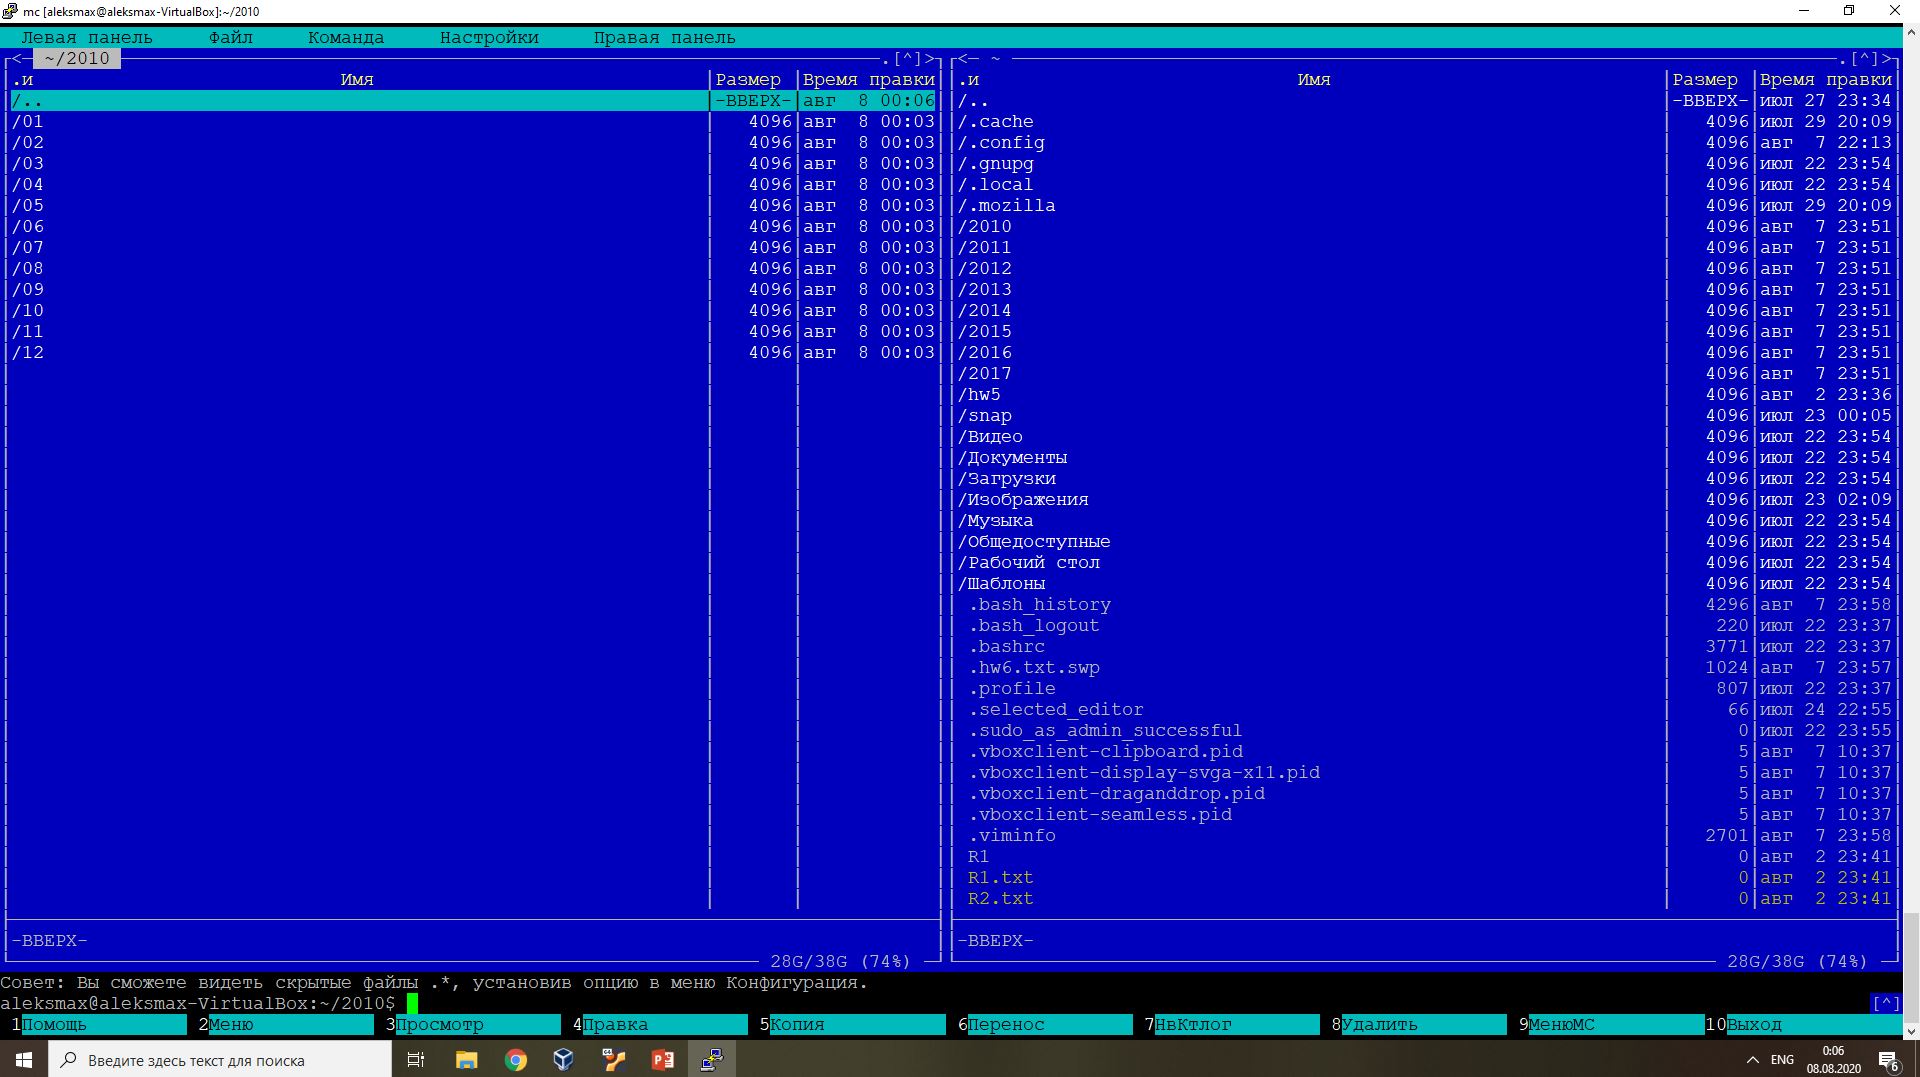 mc [aleksmax@aleksmax-VirtualBox]:~/2010
Левая панель Файл Команда Настройки Правая панель
<─ ~/2010 .[^]>
.и Имя Размер Время правки
/.. -ВВЕРХ- авг 8 00:06
/01 4096 авг 8 00:03
/02 4096 авг 8 00:03
/03 4096 авг 8 00:03
/04 4096 авг 8 00:03
/05 4096 авг 8 00:03
/06 4096 авг 8 00:03
/07 4096 авг 8 00:03
/08 4096 авг 8 00:03
/09 4096 авг 8 00:03
/10 4096 авг 8 00:03
/11 4096 авг 8 00:03
/12 4096 авг 8 00:03
-ВВЕРХ-
28G/38G (74%)
<─ ~ .[^]>
.и Имя Размер Время правки
/.. -ВВЕРХ- июл 27 23:34
/.cache 4096 июл 29 20:09
/.config 4096 авг 7 22:13
/.gnupg 4096 июл 22 23:54
/.local 4096 июл 22 23:54
/.mozilla 4096 июл 29 20:09
/2010 4096 авг 7 23:51
/2011 4096 авг 7 23:51
/2012 4096 авг 7 23:51
/2013 4096 авг 7 23:51
/2014 4096 авг 7 23:51
/2015 4096 авг 7 23:51
/2016 4096 авг 7 23:51
/2017 4096 авг 7 23:51
/hw5 4096 авг 2 23:36
/snap 4096 июл 23 00:05
/Видео 4096 июл 22 23:54
/Документы 4096 июл 22 23:54
/Загрузки 4096 июл 22 23:54
/Изображения 4096 июл 23 02:09
/Музыка 4096 июл 22 23:54
/Общедоступные 4096 июл 22 23:54
/Рабочий стол 4096 июл 22 23:54
/Шаблоны 4096 июл 22 23:54
.bash_history 4296 авг 7 23:58
.bash_logout 220 июл 22 23:37
.bashrc 3771 июл 22 23:37
.hw6.txt.swp 1024 авг 7 23:57
.profile 807 июл 22 23:37
.selected_editor 66 июл 24 22:55
.sudo_as_admin_successful 0 июл 22 23:55
.vboxclient-clipboard.pid 5 авг 7 10:37
.vboxclient-display-svga-x11.pid 5 авг 7 10:37
.vboxclient-draganddrop.pid 5 авг 7 10:37
.vboxclient-seamless.pid 5 авг 7 10:37
.viminfo 2701 авг 7 23:58
R1 0 авг 2 23:41
R1.txt 0 авг 2 23:41
R2.txt 0 авг 2 23:41
-ВВЕРХ-
28G/38G (74%)
Совет: Вы сможете видеть скрытые файлы .*, установив опцию в меню Конфигурация.
aleksmax@aleksmax-VirtualBox:~/2010$ [^]
1Помощь 2Меню 3Просмотр 4Правка 5Копия 6Перенос 7НвКтлог 8Удалить 9МенюMC 10Выход
Введите здесь текст для поиска
ENG
0:06
08.08.2020
6